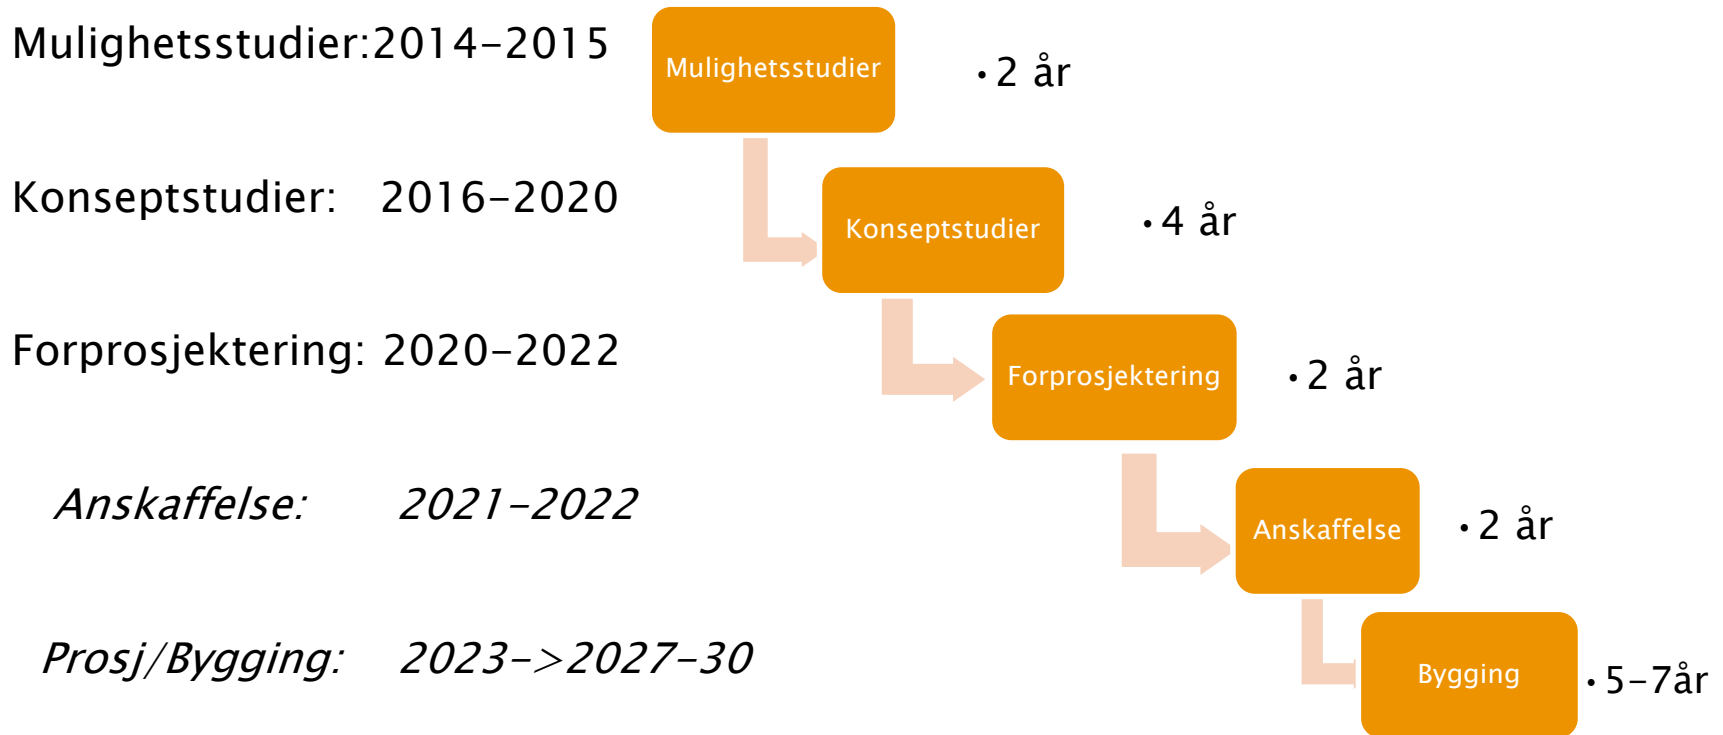 Mulighetsstudier:2014-2015
Mulighetsstudier
• 2 år
Konseptstudier: 2016-2020
Konseptstudier
• 4 år
Forprosjektering: 2020-2022
Forprosjektering
• 2 år
Anskaffelse: 2021-2022
Anskaffelse
• 2 år
Prosj/Bygging: 2023->2027-30
Bygging
• 5-7år